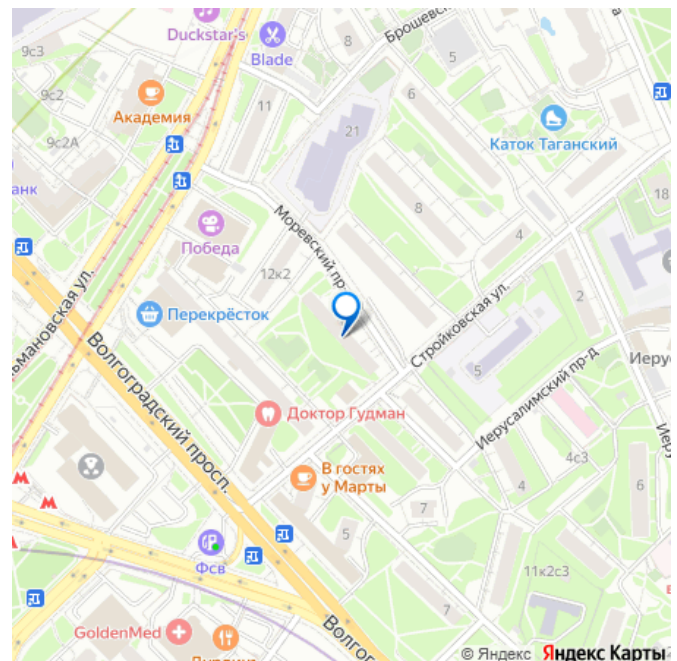 9с3
Duckstar's
Blade
8
Брошевск
5
9с2
Академия
11
6
9с2А
21
Каток Таганский
анк
8
18
Моревский пр-
Победа
4
12к2
2
Стройковская ул.
Перекрёсток
ьмановская ул.
Волгоградский просп.
5
Иеру
Иерусалимский пр-д
Доктор Гудман
4с3
В гостях
у Марты
4
6
7
5
Фсв
11к2с3
7
GoldenMed
Волгог
© Яндекс Яндекс Карты